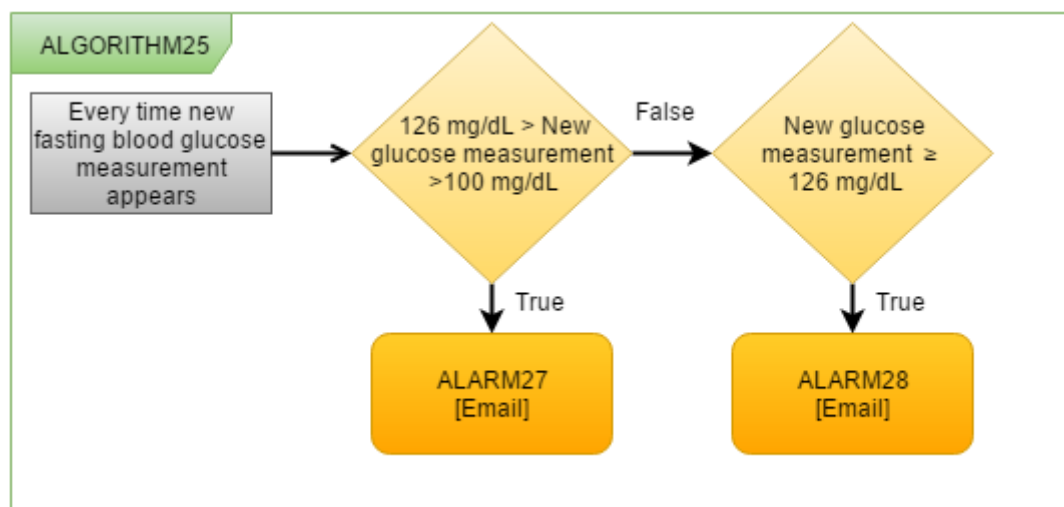 ALGORITHM25
Every time new
fasting blood glucose
measurement
appears
126 mg/dL > New
glucose measurement
>100 mg/dL
False
New glucose
measurement ≥
126 mg/dL
True
True
ALARM27
[Email]
ALARM28
[Email]